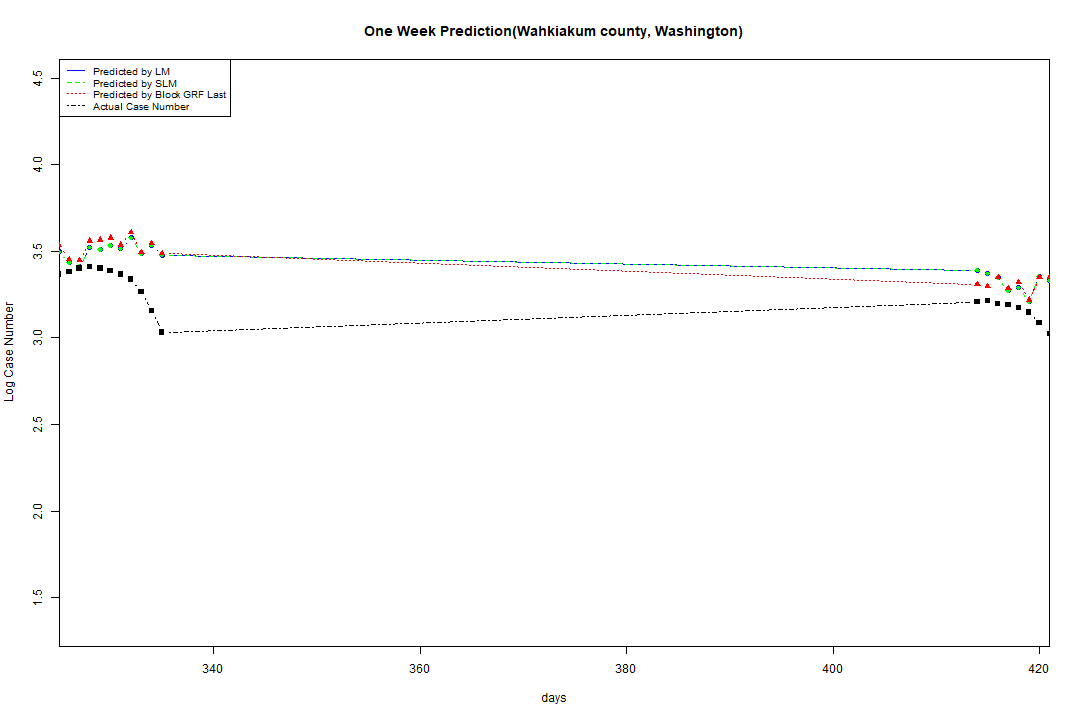 One Week Prediction(Wahkiakum county, Washington)
Predicted by LM
Predicted by SLM
Predicted by Block GRF Last
Actual Case Number
4.5
4.0
3.5
3.0
2.5
2.0
1.5
Log Case Number
340
360
380
400
420
days